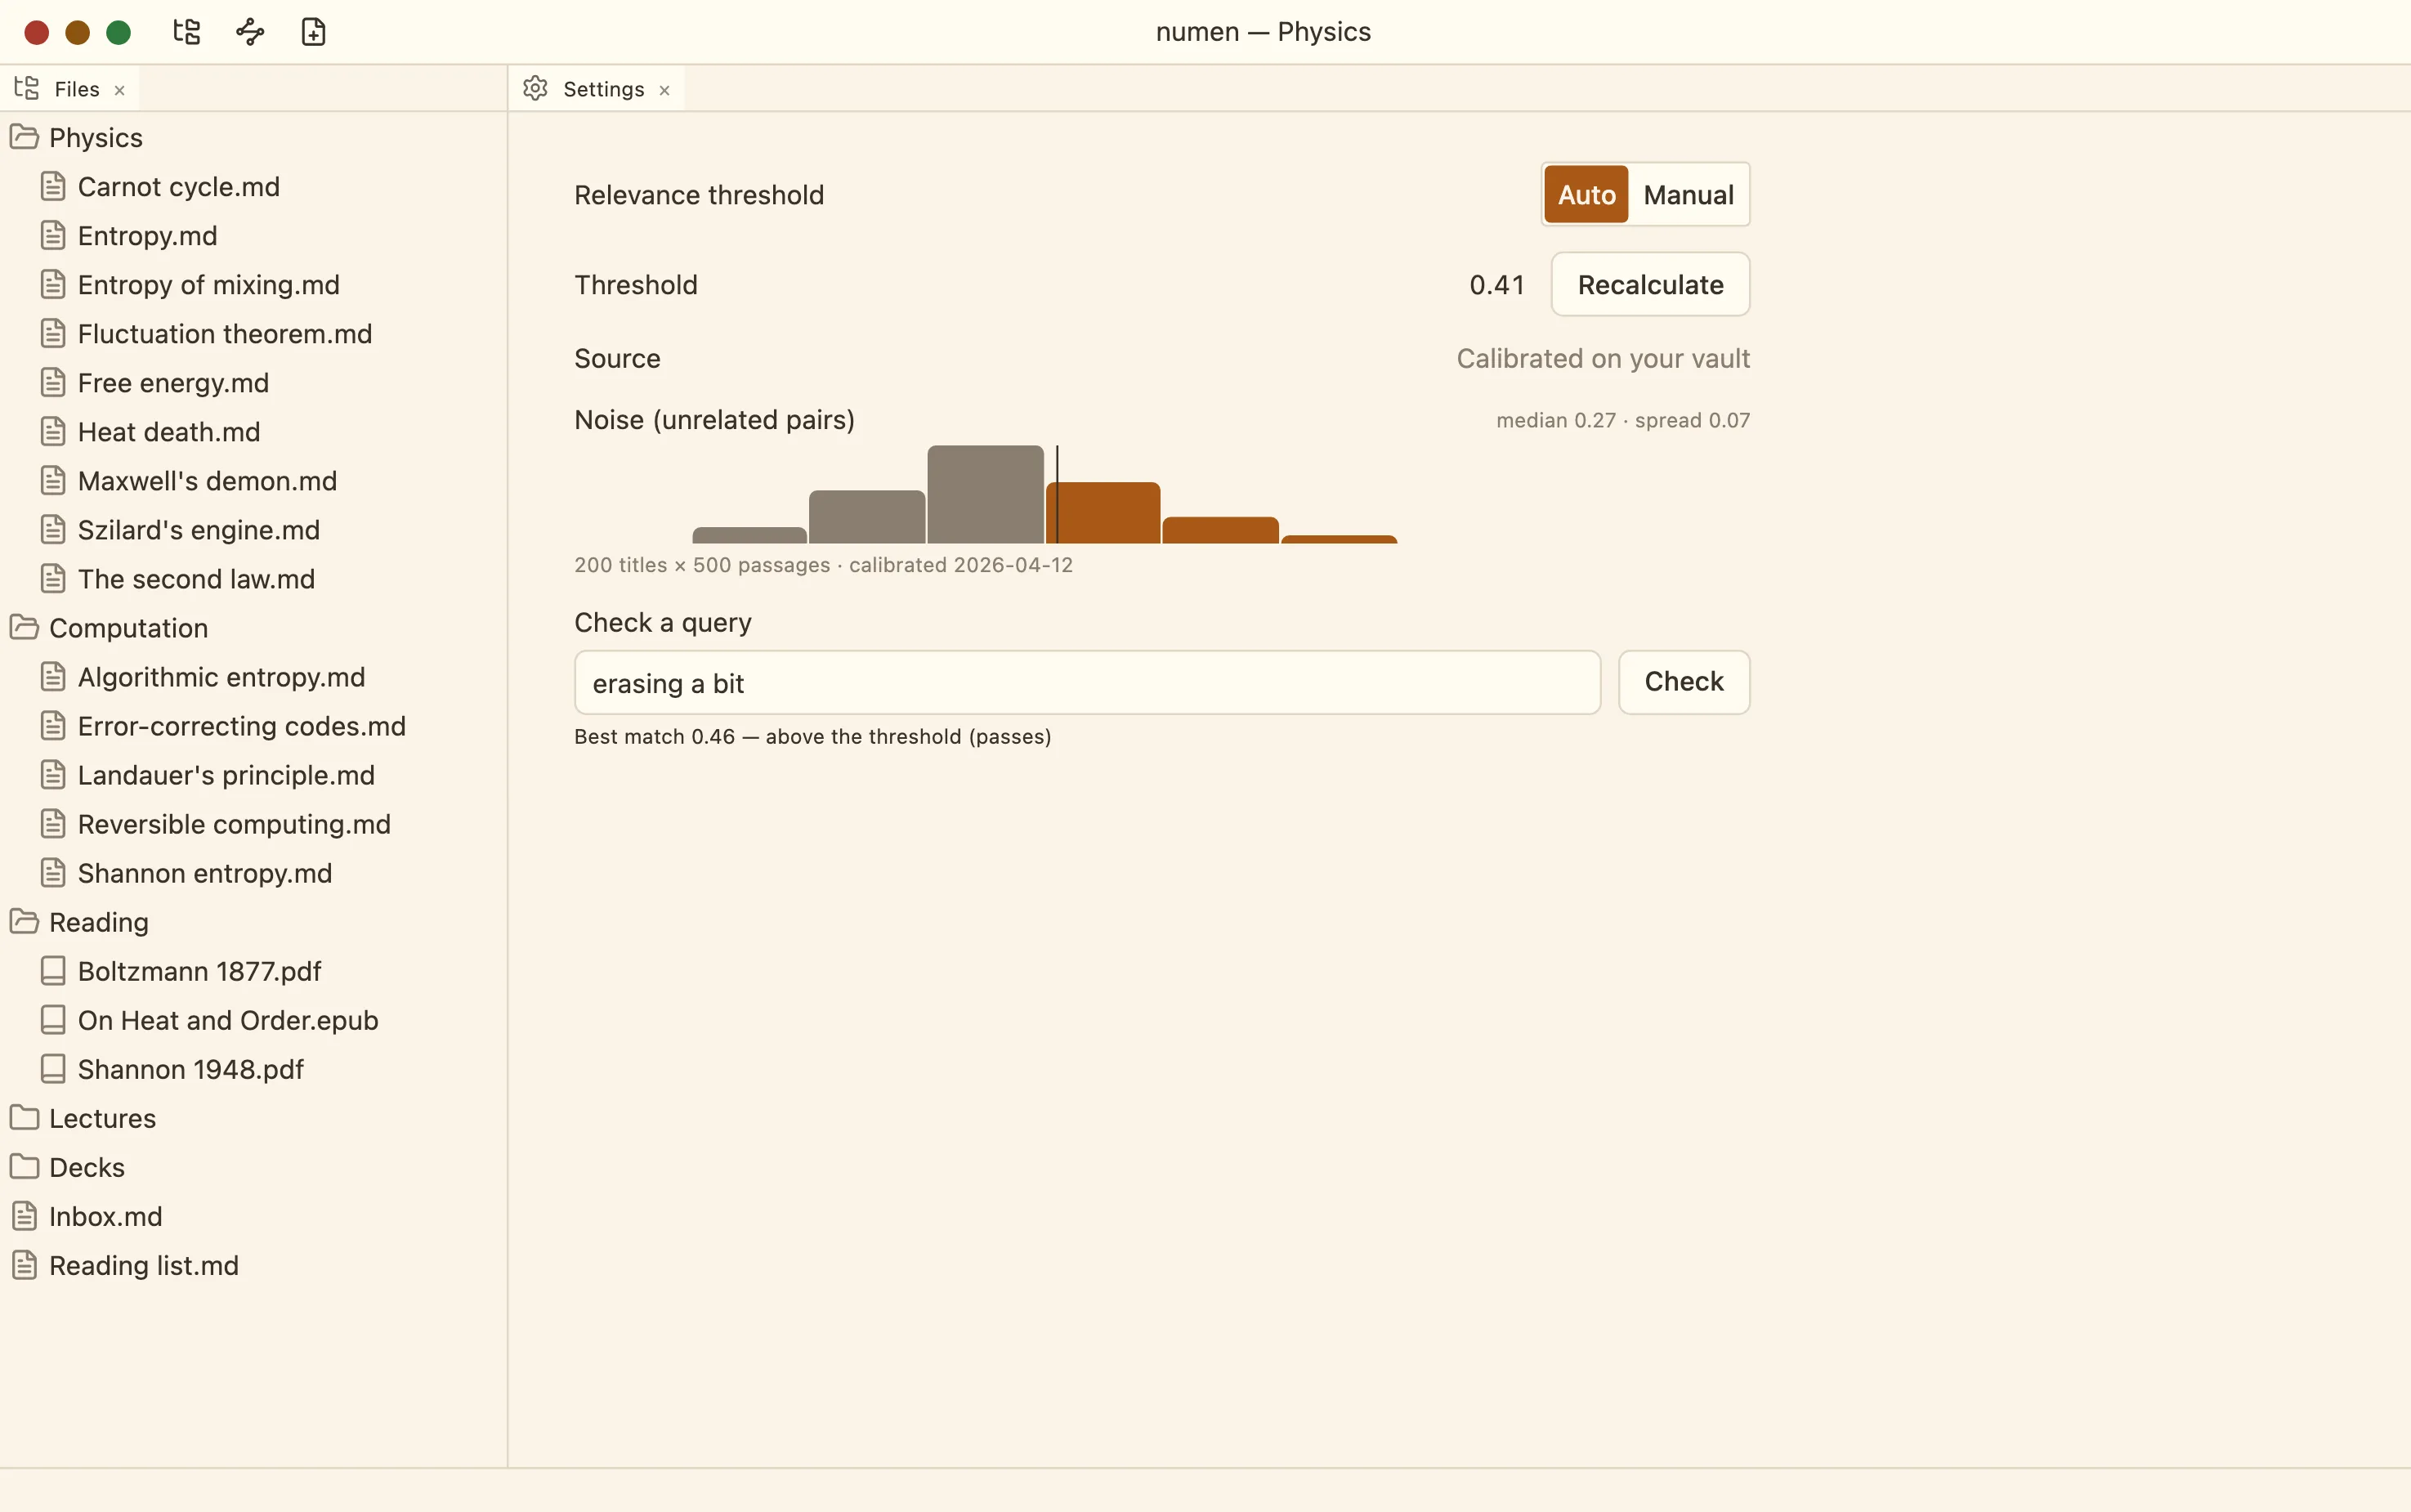 numen — Physics
Files ×
Settings ×
Physics
Carnot cycle.md
Entropy.md
Entropy of mixing.md
Fluctuation theorem.md
Free energy.md
Heat death.md
Maxwell's demon.md
Szilard's engine.md
The second law.md
Computation
Algorithmic entropy.md
Error-correcting codes.md
Landauer's principle.md
Reversible computing.md
Shannon entropy.md
Reading
Boltzmann 1877.pdf
On Heat and Order.epub
Shannon 1948.pdf
Lectures
Decks
Inbox.md
Reading list.md
Relevance threshold Auto Manual
Threshold 0.41 Recalculate
Source Calibrated on your vault
Noise (unrelated pairs) median 0.27 · spread 0.07
200 titles × 500 passages · calibrated 2026-04-12
Check a query
erasing a bit Check
Best match 0.46 — above the threshold (passes)